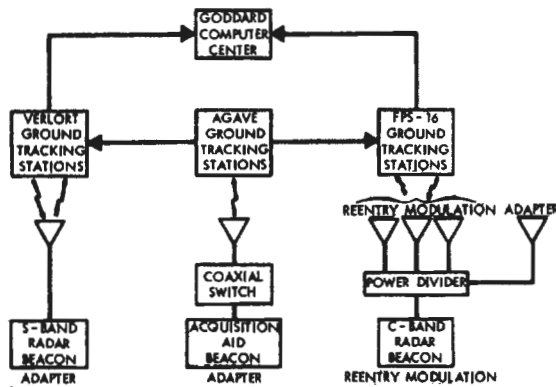 GODDARD
COMPUTER
CENTER
VERLORT
GROUND
TRACKING
STATIONS
AGAVE
GROUND
TRACKING
STATIONS
FPS-16
GROUND
TRACKING
STATIONS
REENTRY MODULATION ADAPTER
COAXIAL
SWITCH
POWER DIVIDER
S-BAND
RADAR
BEACON
ADAPTER
ACQUISITION
AID
BEACON
ADAPTER
C-BAND
RADAR
BEACON
REENTRY MODULATION